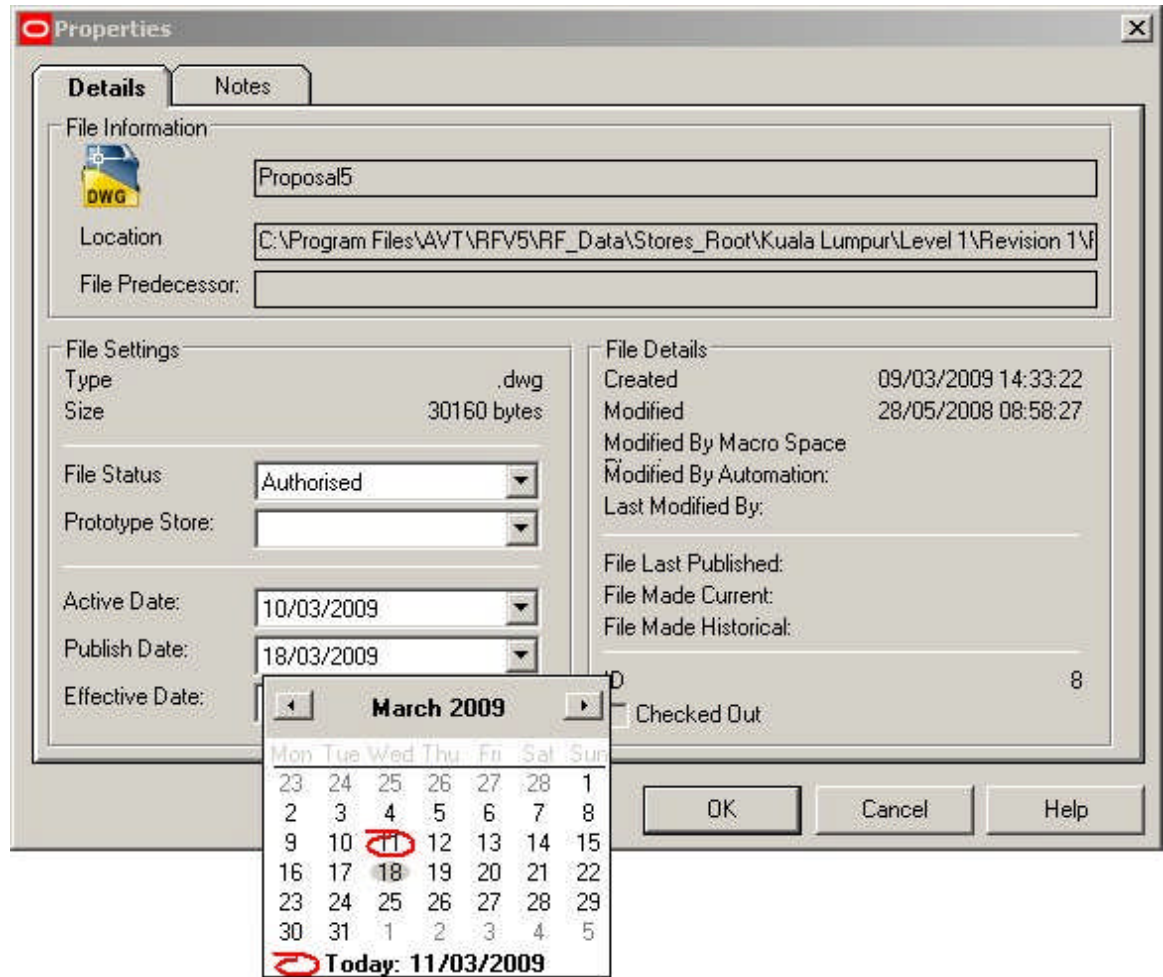 Properties
Details Notes
File Information
DWG
Proposal5
Location C:\Program Files\AVT\RFV5\RF_Data\Stores_Root\Kuala Lumpur\Level 1\Revision 1\
File Predecessor:
File Settings
Type .dwg
Size 30160 bytes
File Status Authorised
Prototype Store:
Active Date: 10/03/2009
Publish Date: 18/03/2009
Effective Date:
File Details
Created 09/03/2009 14:33:22
Modified 28/05/2008 08:58:27
Modified By Macro Space
Modified By Automation:
Last Modified By:
File Last Published:
File Made Current:
File Made Historical:
ID 8
Checked Out
March 2009
Mon Tue Wed Thu Fri Sat Sun
23 24 25 26 27 28 1
2 3 4 5 6 7 8
9 10 11 12 13 14 15
16 17 18 19 20 21 22
23 24 25 26 27 28 29
30 31 1 2 3 4 5
Today: 11/03/2009
OK Cancel Help